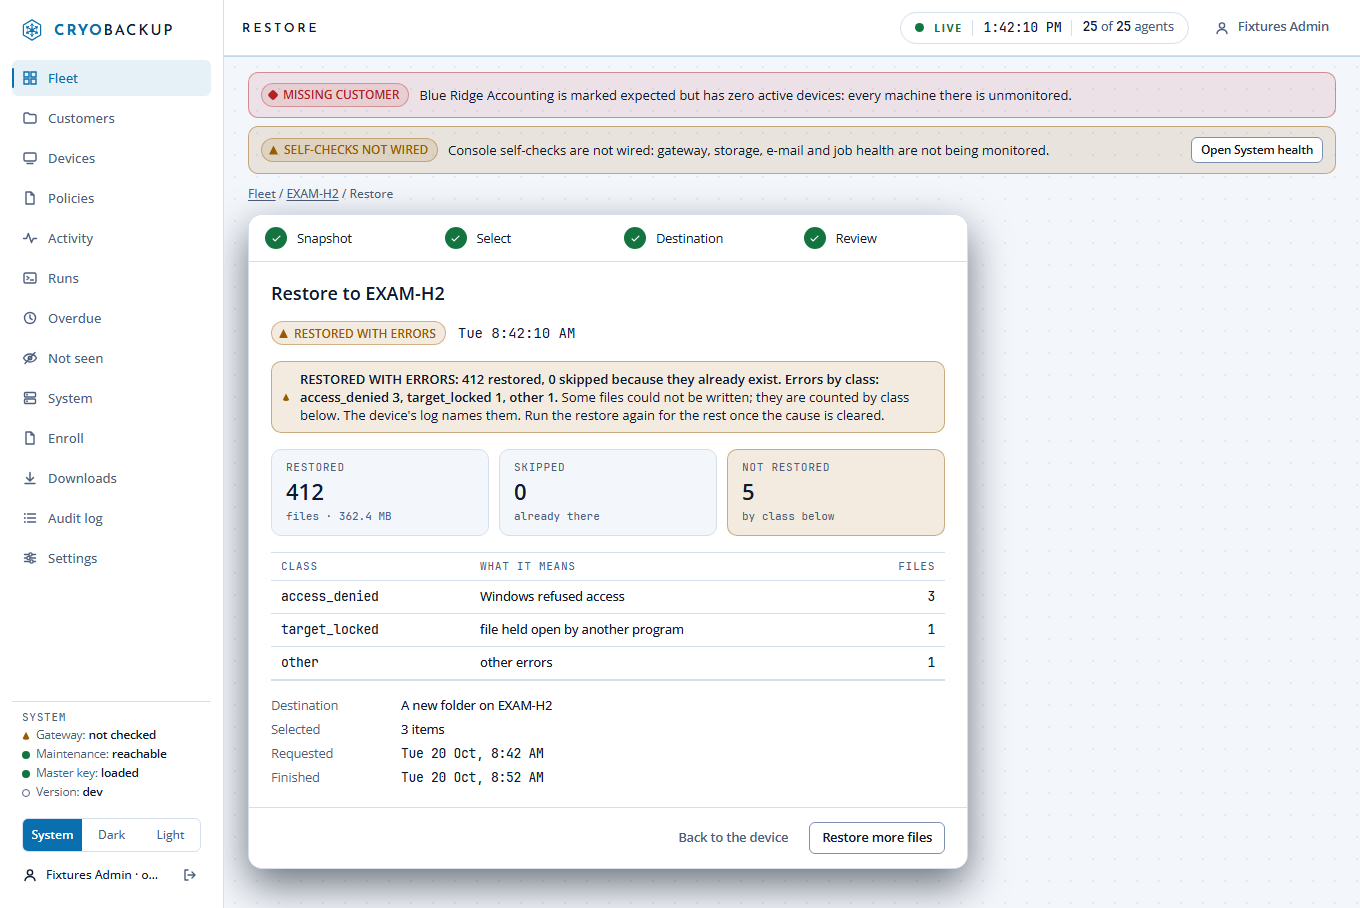 CRYOBACKUP
RESTORE
LIVE 1:42:10 PM 25 of 25 agents
Fixtures Admin
Fleet
Customers
Devices
Policies
Activity
Runs
Overdue
Not seen
System
Enroll
Downloads
Audit log
Settings
SYSTEM
Gateway: not checked
Maintenance: reachable
Master key: loaded
Version: dev
System Dark Light
Fixtures Admin · o...
MISSING CUSTOMER Blue Ridge Accounting is marked expected but has zero active devices: every machine there is unmonitored.
SELF-CHECKS NOT WIRED Console self-checks are not wired: gateway, storage, e-mail and job health are not being monitored. Open System health
Fleet / EXAM-H2 / Restore
Snapshot Select Destination Review
Restore to EXAM-H2
RESTORED WITH ERRORS Tue 8:42:10 AM
RESTORED WITH ERRORS: 412 restored, 0 skipped because they already exist. Errors by class:
access_denied 3, target_locked 1, other 1. Some files could not be written; they are counted by class
below. The device's log names them. Run the restore again for the rest once the cause is cleared.
RESTORED
412
files · 362.4 MB
SKIPPED
0
already there
NOT RESTORED
5
by class below
CLASS WHAT IT MEANS FILES
access_denied Windows refused access 3
target_locked file held open by another program 1
other other errors 1
Destination A new folder on EXAM-H2
Selected 3 items
Requested Tue 20 Oct, 8:42 AM
Finished Tue 20 Oct, 8:52 AM
Back to the device Restore more files